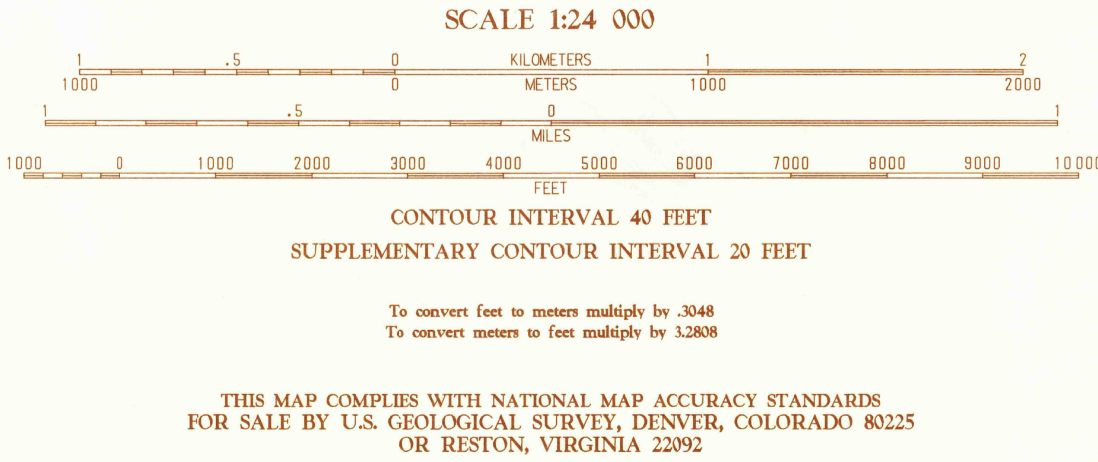 SCALE 1:24 000
1 .5 0 KILOMETERS 1 2
1000 0 METERS 1000 2000
1 .5 0 1
MILES
1000 0 1000 2000 3000 4000 5000 6000 7000 8000 9000 10 000
FEET
CONTOUR INTERVAL 40 FEET
SUPPLEMENTARY CONTOUR INTERVAL 20 FEET
To convert feet to meters multiply by .3048
To convert meters to feet multiply by 3.2808
THIS MAP COMPLIES WITH NATIONAL MAP ACCURACY STANDARDS
FOR SALE BY U.S. GEOLOGICAL SURVEY, DENVER, COLORADO 80225
OR RESTON, VIRGINIA 22092